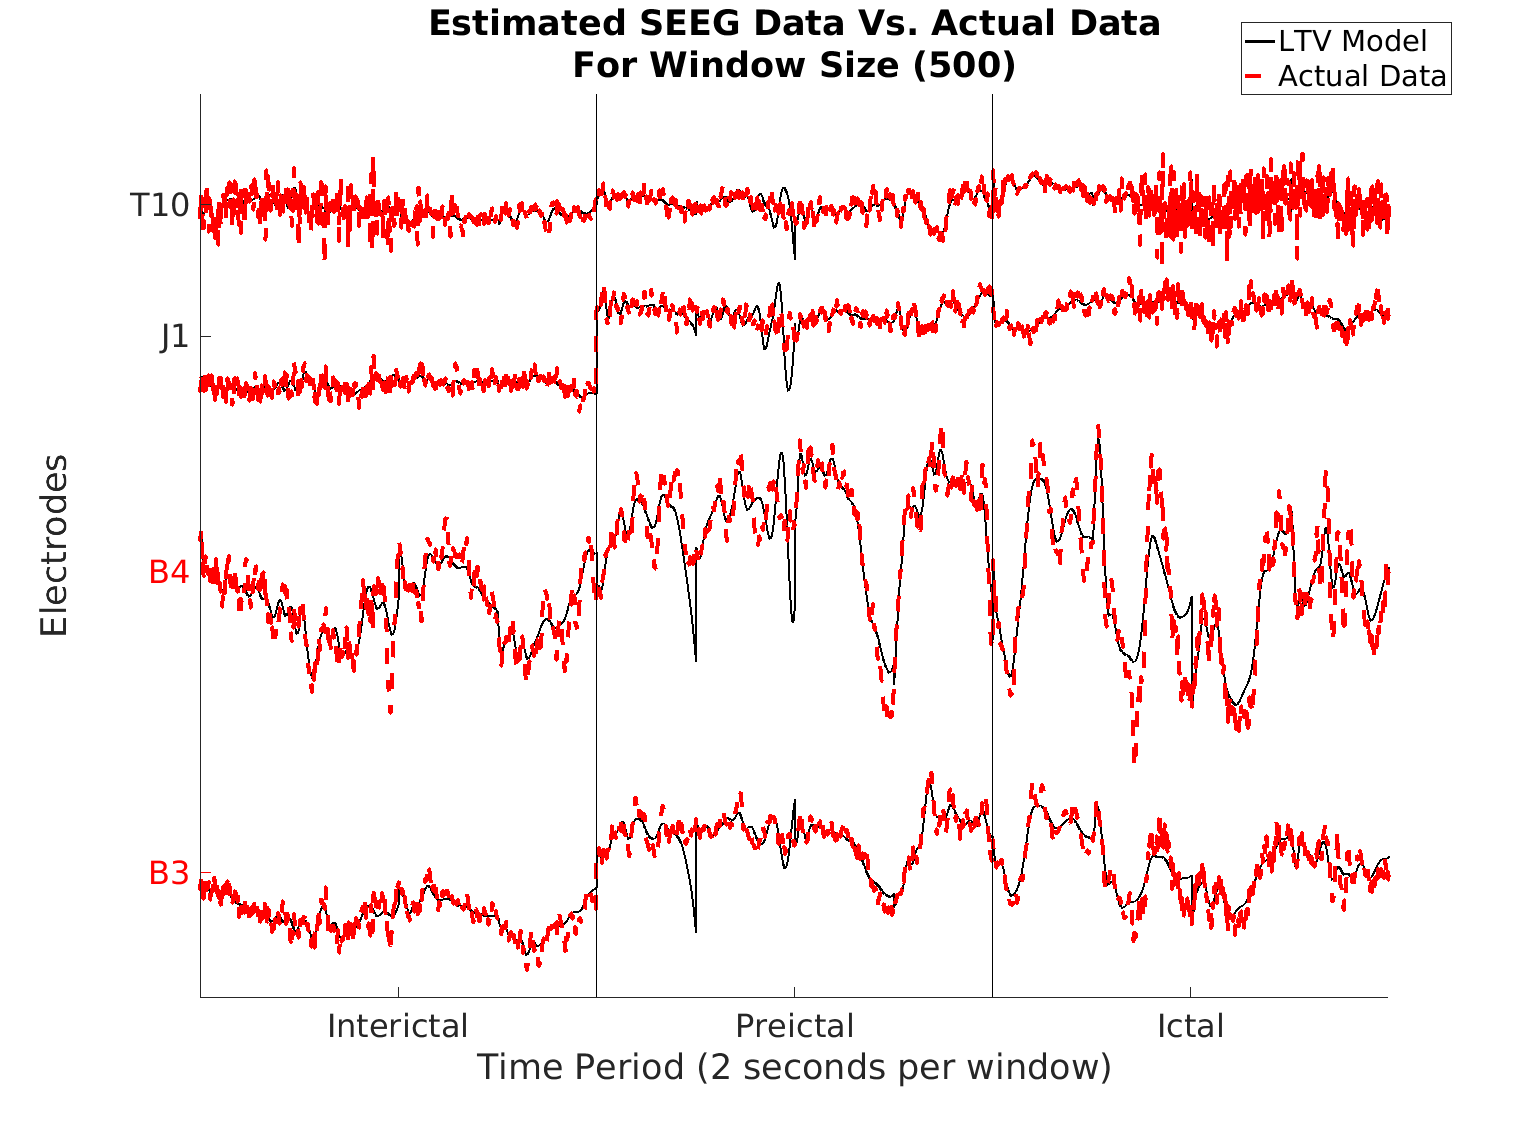 Estimated SEEG Data Vs. Actual Data
For Window Size (500)
LTV Model
Actual Data
T10
J1
B4
B3
Electrodes
Interictal
Preictal
Ictal
Time Period (2 seconds per window)